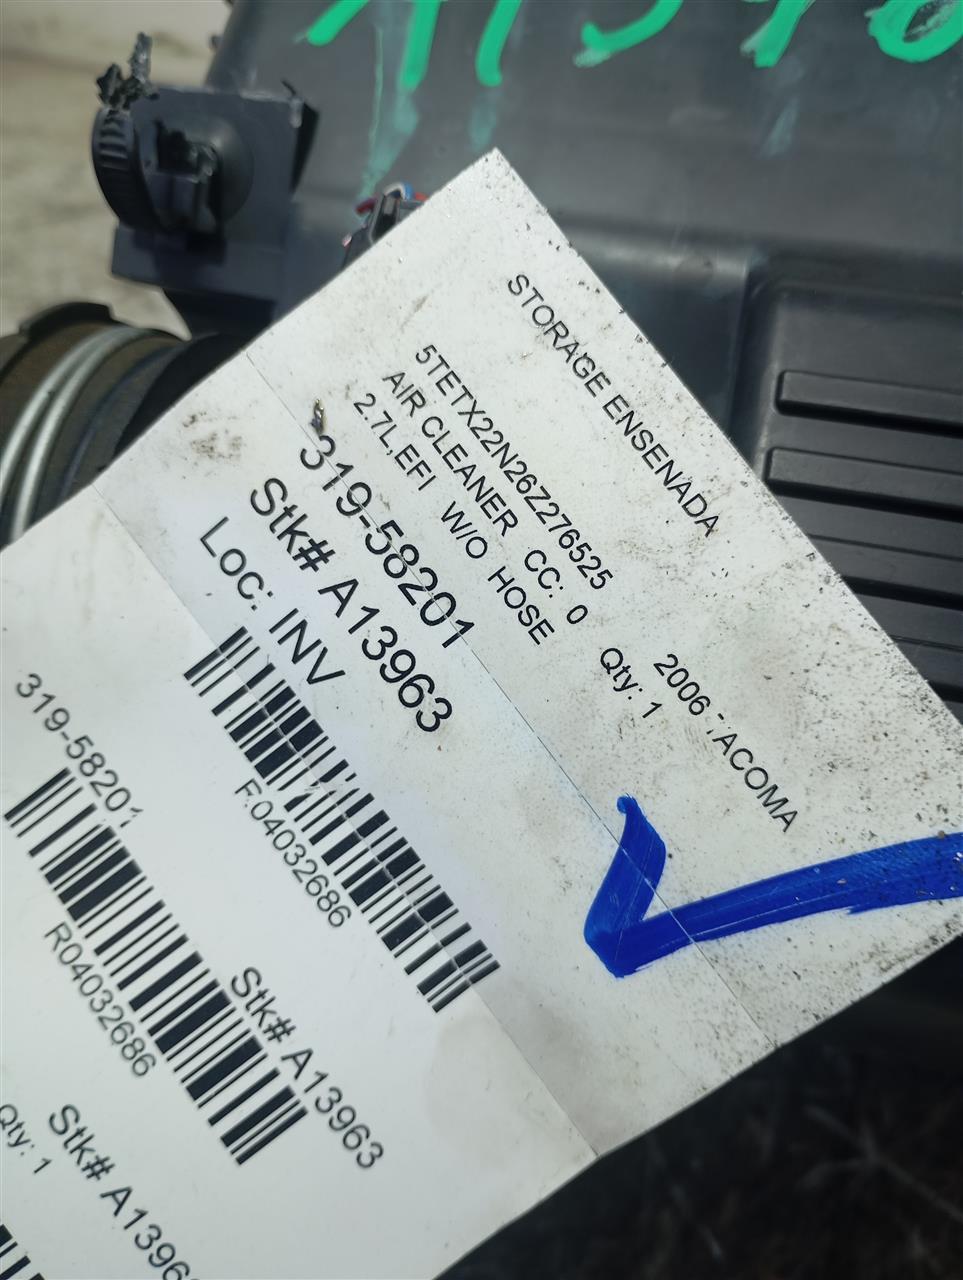 STORAGE ENSENADA
2006 TACOMA
5TETX22N26Z276525
AIR CLEANER CC: 0 Qty: 1
2.7L,EFI W/O HOSE
319-58201
Stk# A13963
Loc: INV
F.04032686
319-58201
Stk# A13963
R04032686
Stk# A1396
Qty: 1